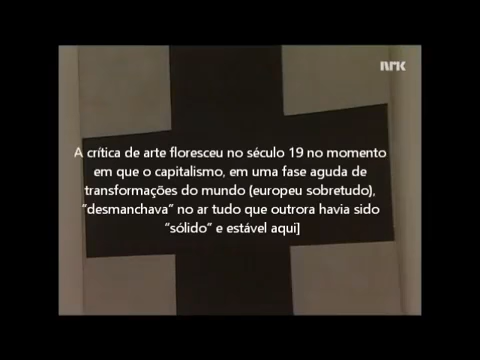 NRK
A crítica de arte floresceu no século 19 no momento
em que o capitalismo, em uma fase aguda de
transformações do mundo (europeu sobretudo),
“desmanchava” no ar tudo que outrora havia sido
“sólido” e estável aqui]